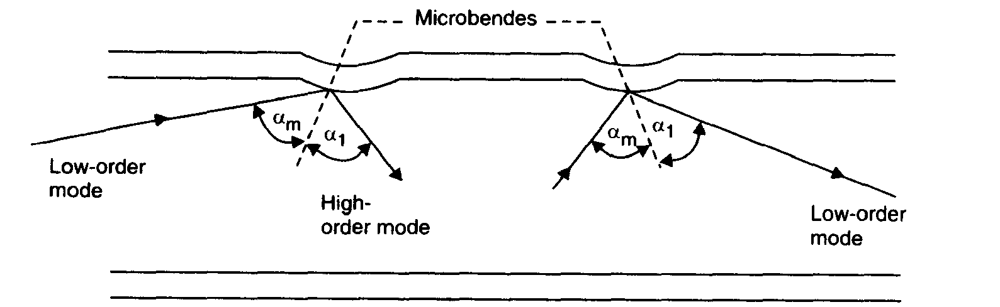 Microbendes
αm
α1
αm
α1
Low-order
mode
High-
order mode
Low-order
mode